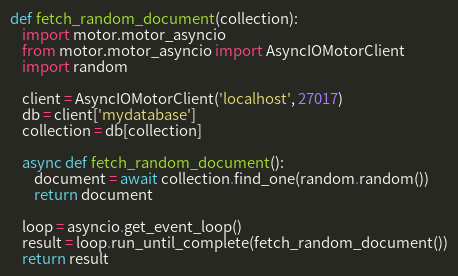 def fetch_random_document(collection):
    import motor.motor_asyncio
    from motor.motor_asyncio import AsyncIOMotorClient
    import random

    client = AsyncIOMotorClient('localhost', 27017)
    db = client['mydatabase']
    collection = db[collection]

    async def fetch_random_document():
        document = await collection.find_one(random.random())
        return document

    loop = asyncio.get_event_loop()
    result = loop.run_until_complete(fetch_random_document())
    return result